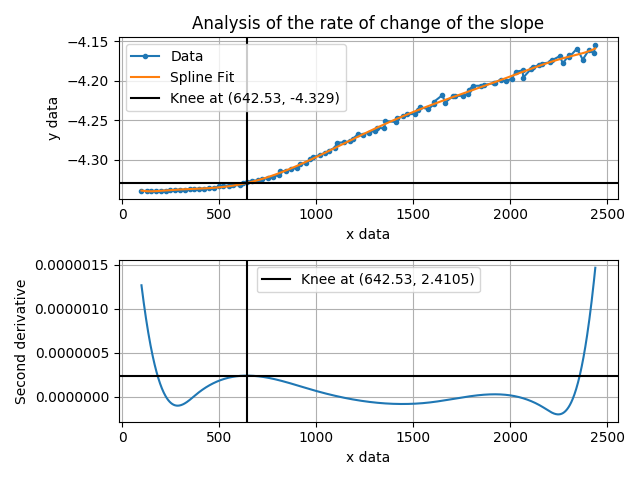 Analysis of the rate of change of the slope
−4.15
−4.20
−4.25
−4.30
y data
Data
Spline Fit
Knee at (642.53, -4.329)
0 500 1000 1500 2000 2500
x data
0.0000015
0.0000010
0.0000005
0.0000000
Second derivative
Knee at (642.53, 2.4105)
0 500 1000 1500 2000 2500
x data